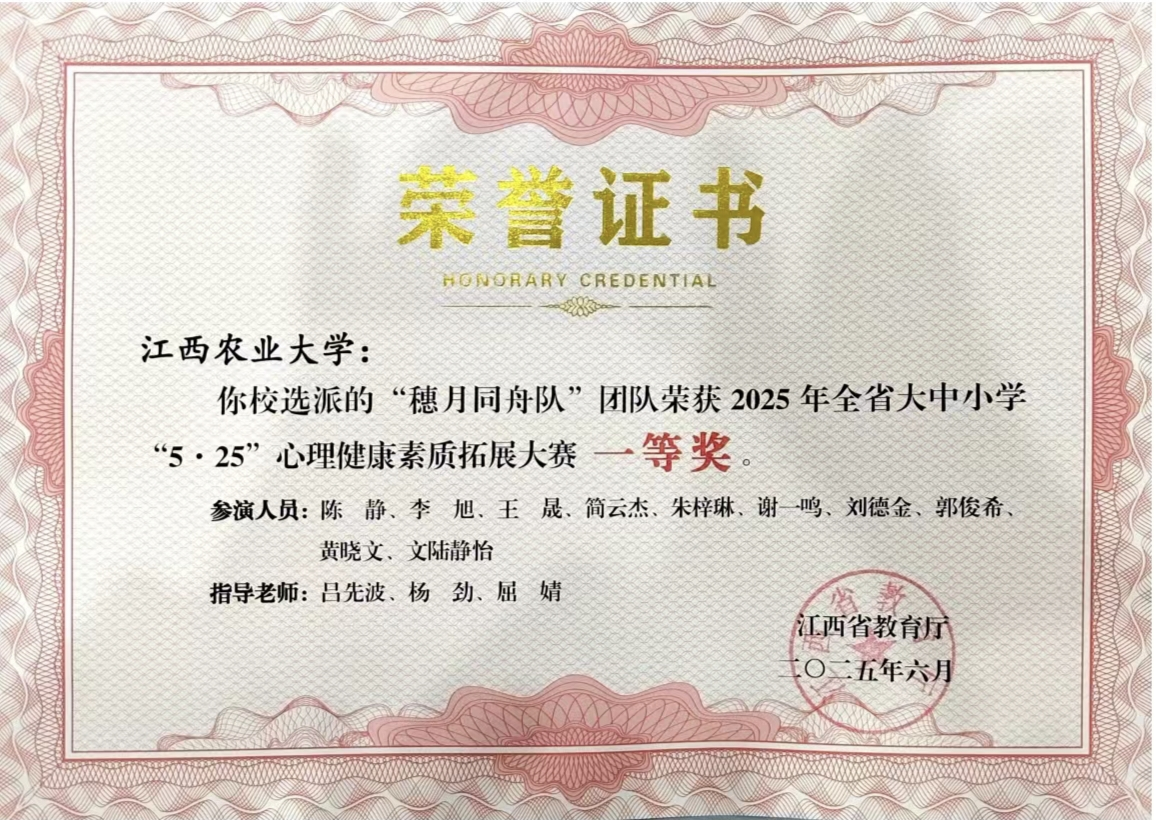 荣誉证书
HONORARY CREDENTIAL
江西农业大学：
你校选派的“穗月同舟队”团队荣获 2025 年全省大中小学
“5·25”心理健康素质拓展大赛 一等奖。
参演人员：陈　静、李　旭、王　晟、简云杰、朱梓琳、谢一鸣、刘德金、郭俊希、
黄晓文、文陆静怡
指导老师：吕先波、杨　劲、屈　婧
江西省教育厅
二〇二五年六月